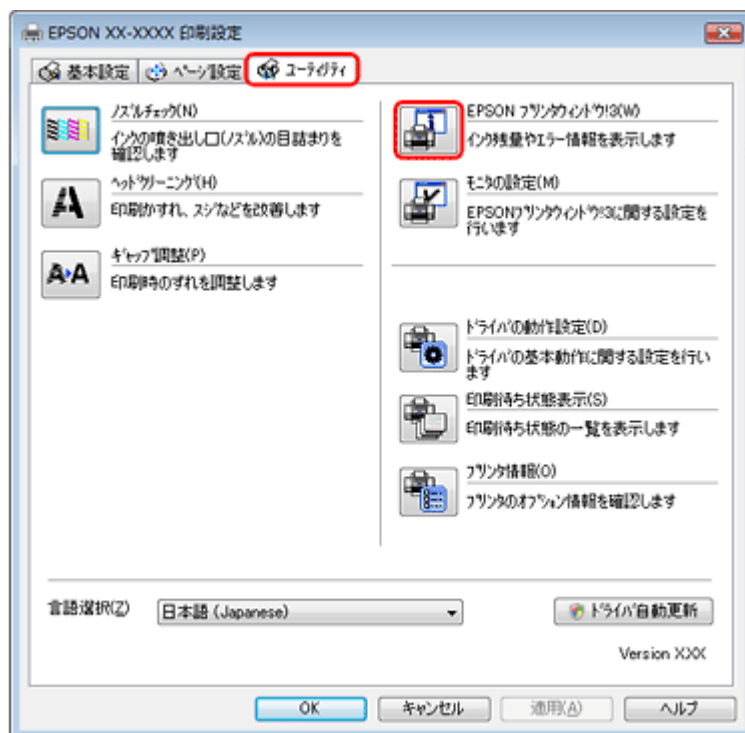 EPSON XX-XXXX 印刷設定
基本設定
ページ設定
ユーティリティ
ノズルチェック(N)
インクの噴き出し口(ノズル)の目詰まりを
確認します
ヘッドクリーニング(H)
印刷かすれ、スジなどを改善します
ギャップ調整(P)
印刷時のずれを調整します
EPSON プリンタウィンドウ!3(W)
インク残量やエラー情報を表示します
モニタの設定(M)
EPSONプリンタウィンドウ!3に関する設定を
行います
ドライバの動作設定(D)
ドライバの基本動作に関する設定を行い
ます
印刷待ち状態表示(S)
印刷待ち状態の一覧を表示します
プリンタ情報(O)
プリンタのオプション情報を確認します
言語選択(Z)
日本語 (Japanese)
ドライバ自動更新
Version XXX
OK
キャンセル
適用(A)
ヘルプ